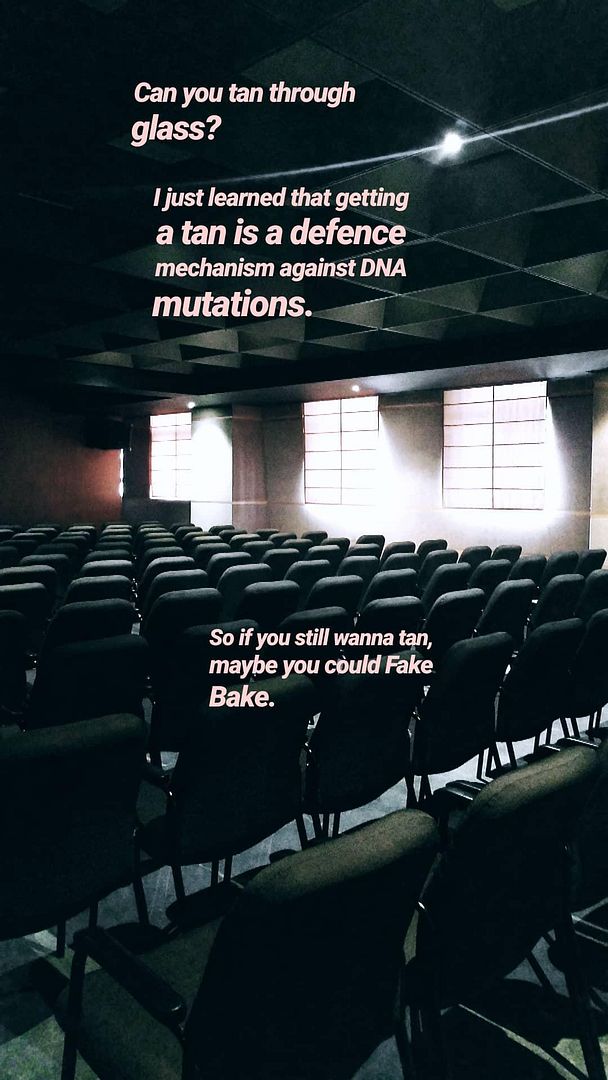 Can you tan through
glass?
I just learned that getting
a tan is a defence
mechanism against DNA
mutations.
So if you still wanna tan,
maybe you could Fake
Bake.